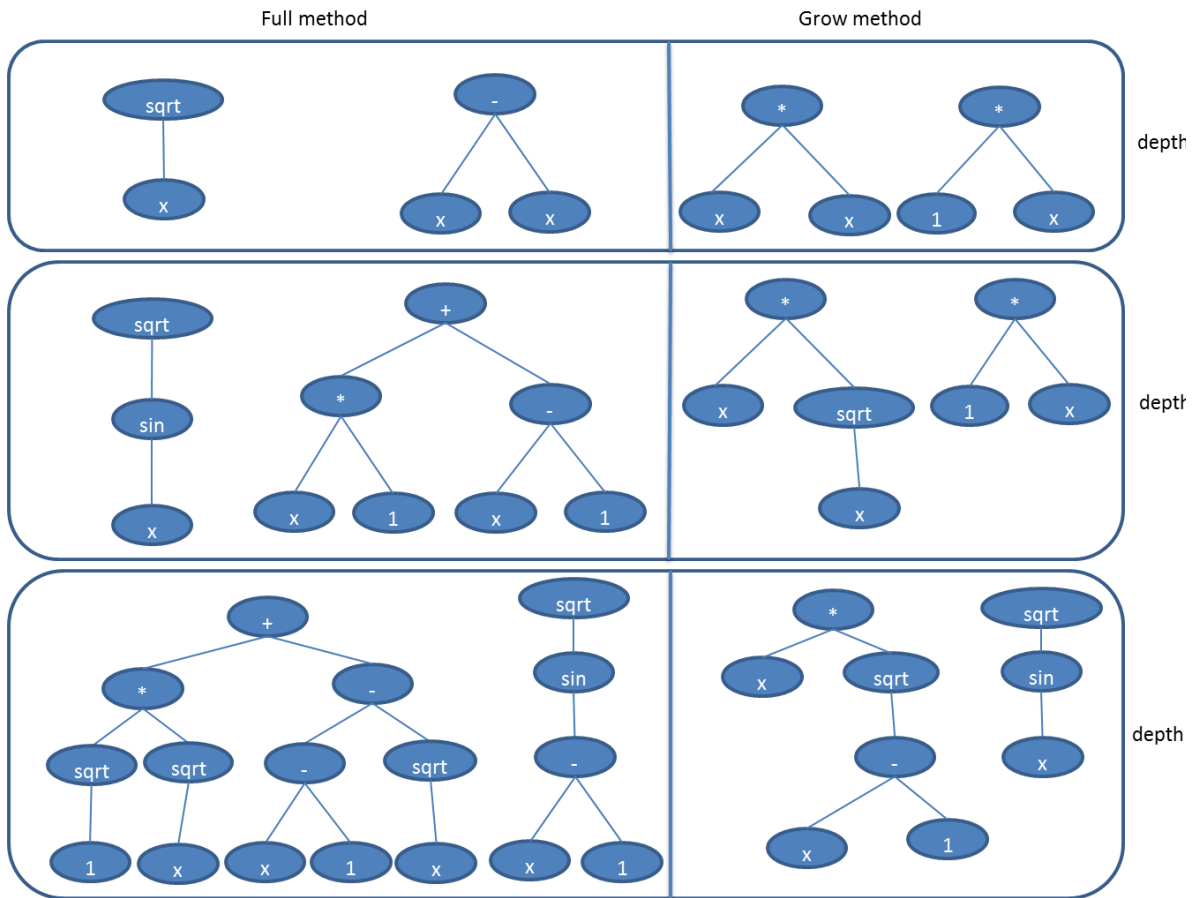 Full method Grow method
sqrt - * *
depth
x x x x x 1 x
sqrt + * *
sin * - x sqrt 1 x
depth
x x 1 x 1 x
+ sqrt * sqrt
* - sin x sqrt sin
sqrt sqrt - sqrt - - x
depth
1 x x 1 x x 1 x 1